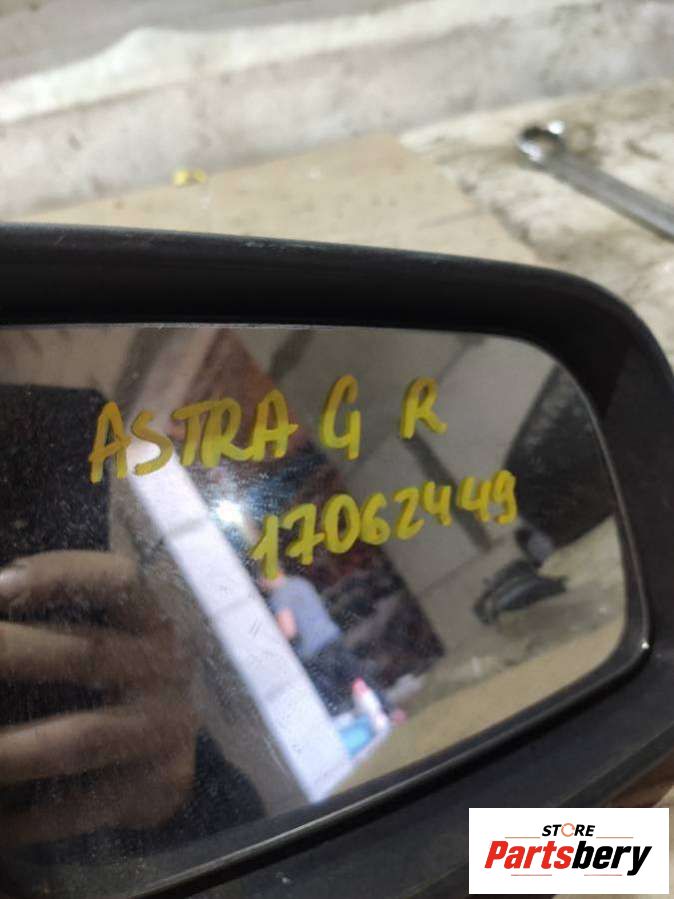 ASTRA G R
17062449
STORE
Partsbery